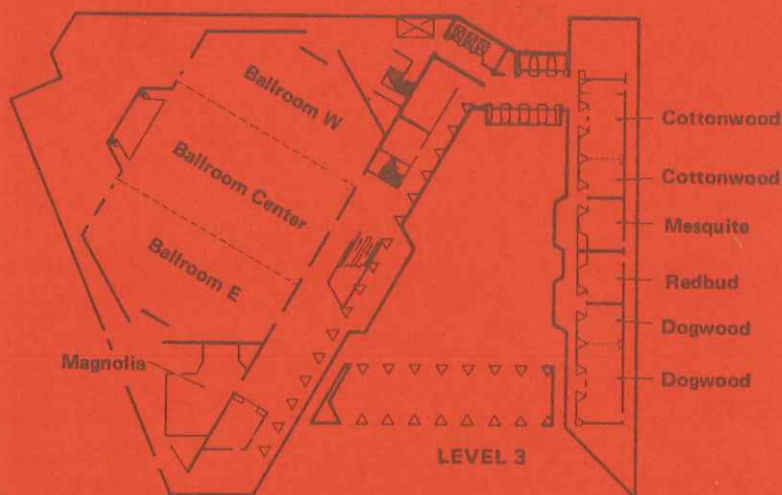 Ballroom W
Ballroom Center
Ballroom E
Magnolia
Cottonwood
Cottonwood
Mesquite
Redbud
Dogwood
Dogwood
LEVEL 3